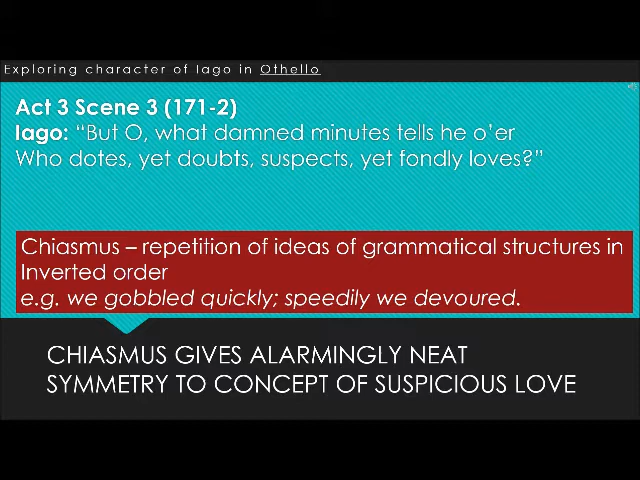 Exploring character of Iago in Othello
Act 3 Scene 3 (171-2)
Iago: “But O, what damned minutes tells he o’er
Who dotes, yet doubts, suspects, yet fondly loves?”
Chiasmus – repetition of ideas of grammatical structures in
Inverted order
e.g. we gobbled quickly; speedily we devoured.
CHIASMUS GIVES ALARMINGLY NEAT
SYMMETRY TO CONCEPT OF SUSPICIOUS LOVE